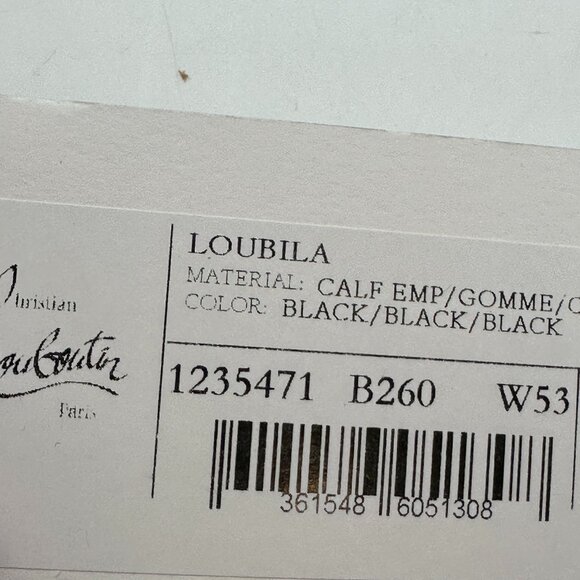 Christian
Louboutin
Paris
LOUBILA
MATERIAL: CALF EMP/GOMME/C
COLOR: BLACK/BLACK/BLACK
1235471 B260 W53
361548 6051308